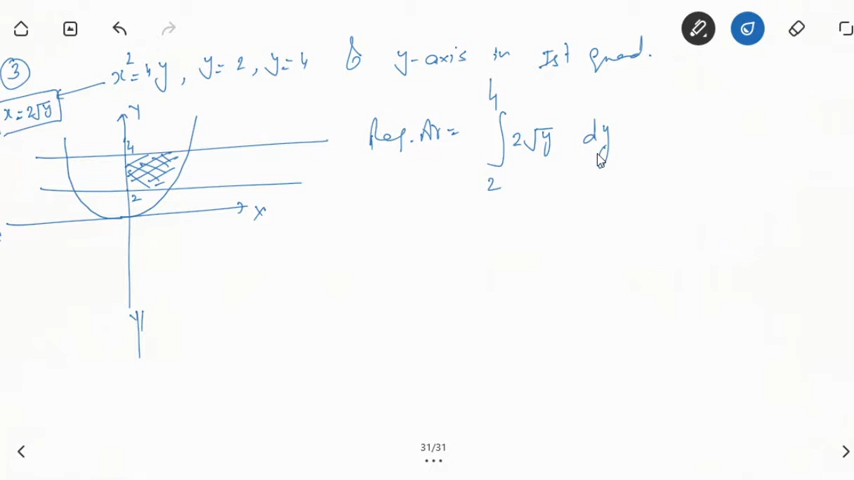 ③ x²=4y, y=2, y=4 & y-axis in Ist quad.
x=2√y
Req. Ar = ∫₂⁴ 2√y dy
Y
4
2
X
Y'
31/31